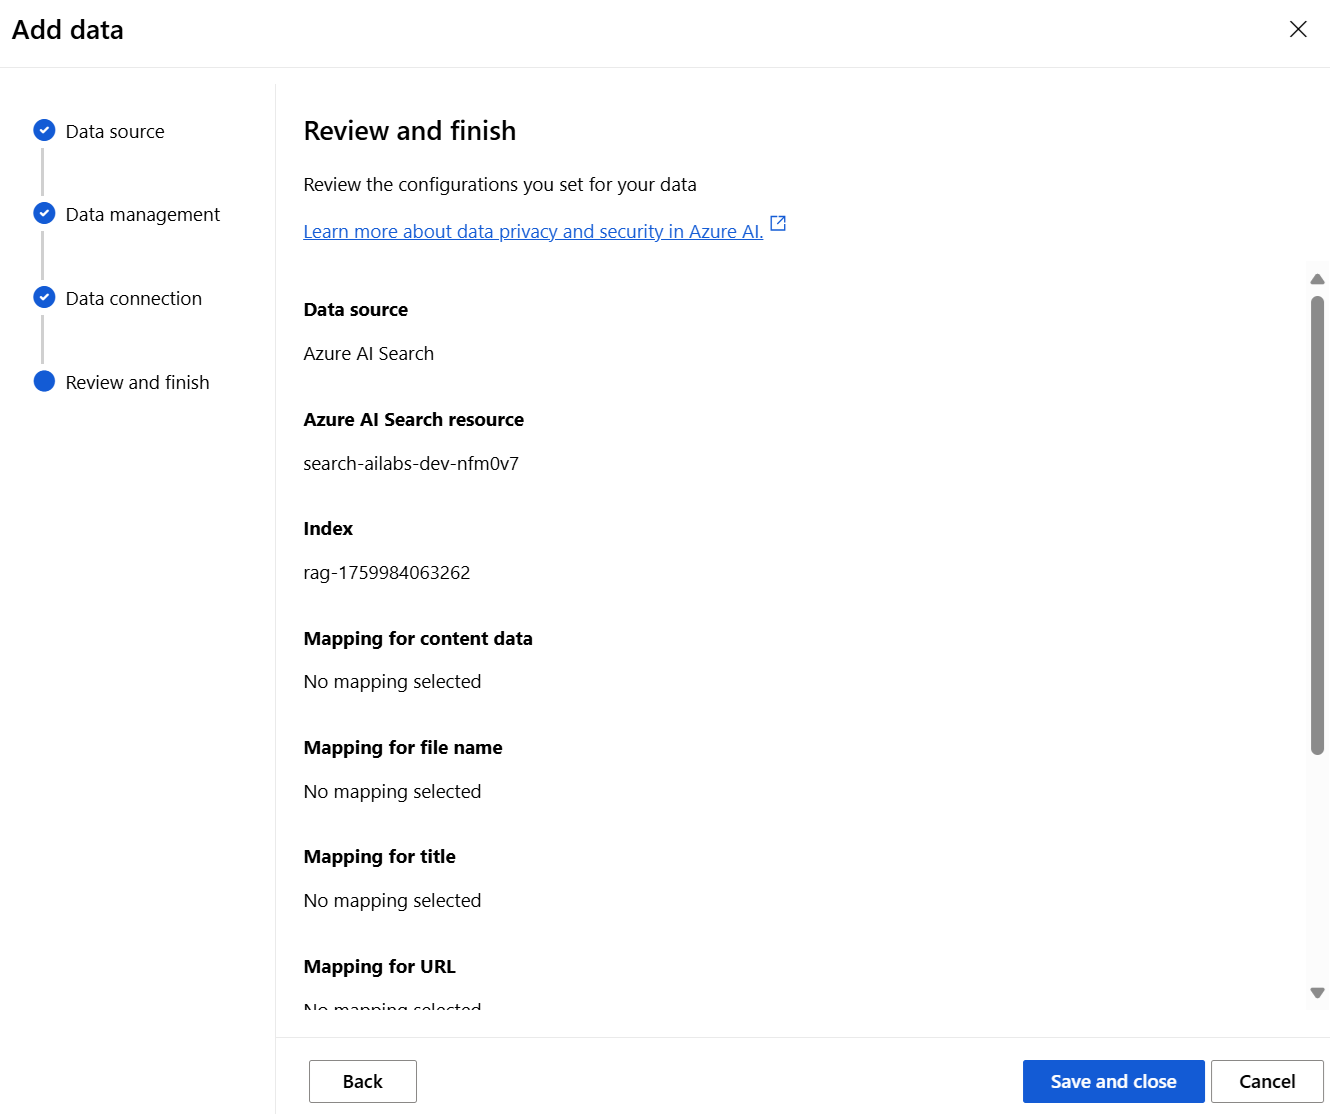 Add data
Data source
Data management
Data connection
Review and finish
Review and finish
Review the configurations you set for your data
Learn more about data privacy and security in Azure AI.
Data source
Azure AI Search
Azure AI Search resource
search-ailabs-dev-nfm0v7
Index
rag-1759984063262
Mapping for content data
No mapping selected
Mapping for file name
No mapping selected
Mapping for title
No mapping selected
Mapping for URL
No mapping selected
Back
Save and close
Cancel